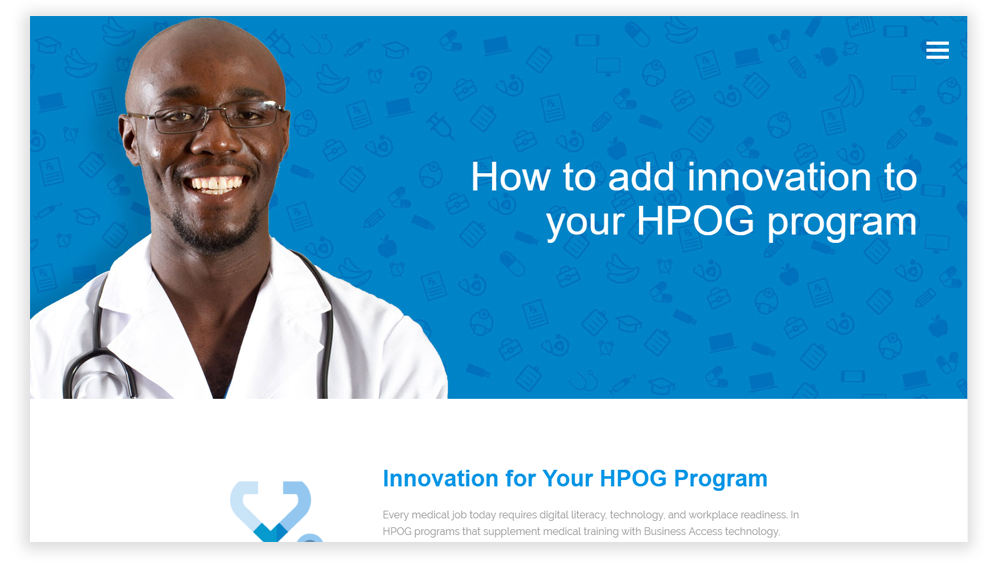 How to add innovation to
your HPOG program
Innovation for Your HPOG Program
Every medical job today requires digital literacy, technology, and workplace readiness. In
HPOG programs that supplement medical training with Business Access technology,